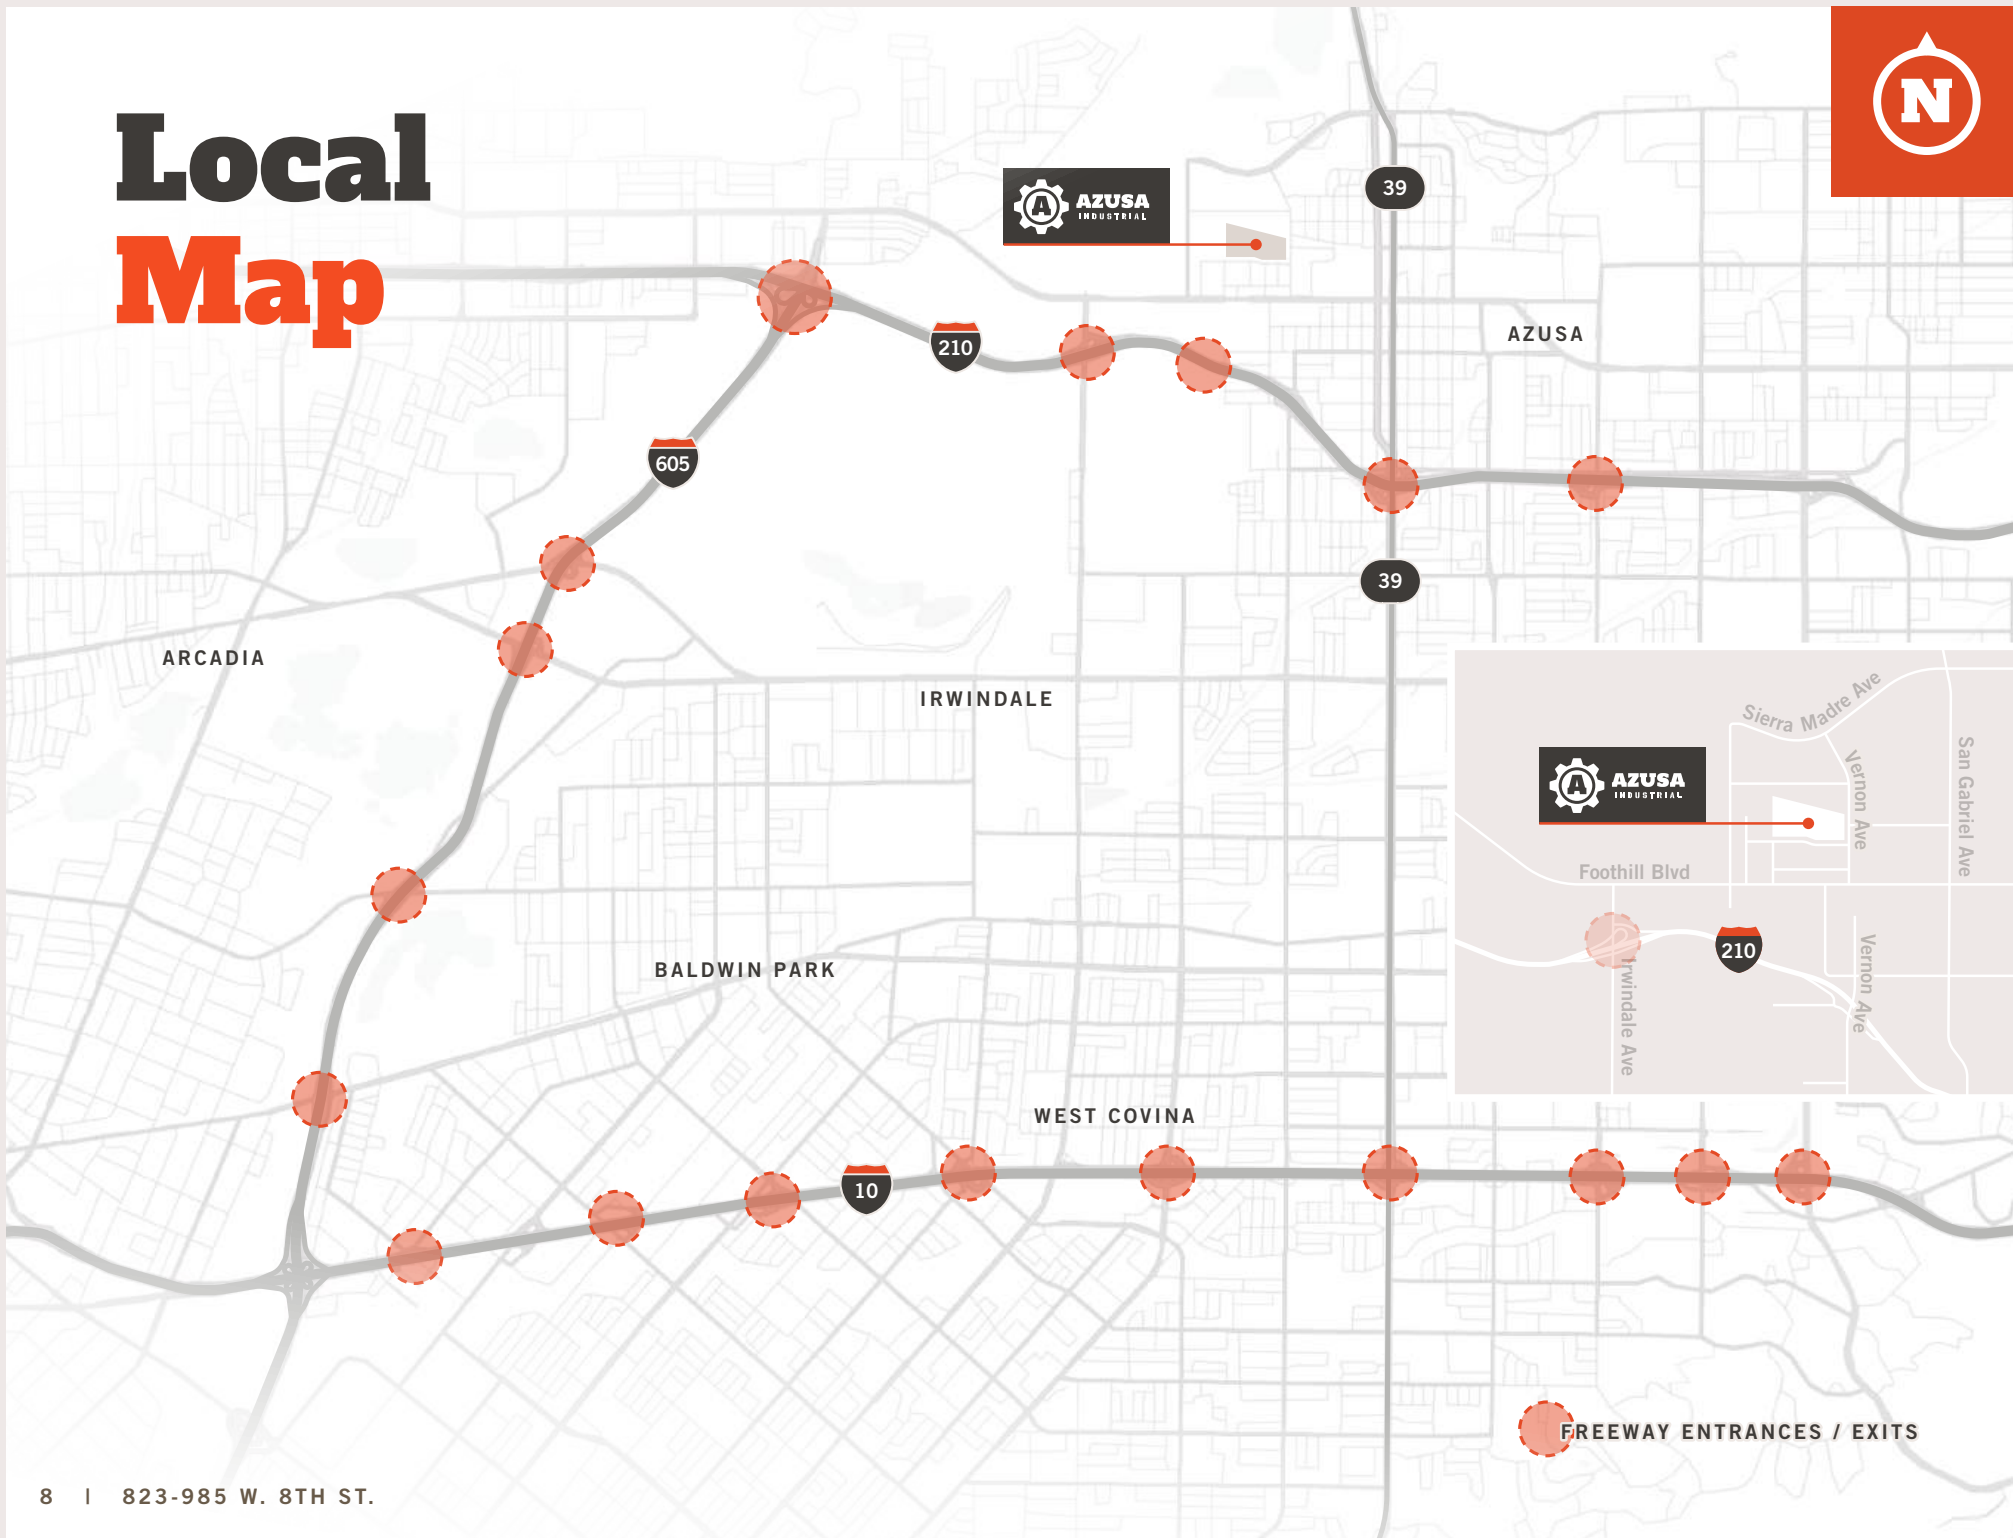 Local
Map
N
39
A AZUSA
INDUSTRIAL
210
AZUSA
605
39
ARCADIA
IRWINDALE
Sierra Madre Ave
Vernon Ave
San Gabriel Ave
A AZUSA
INDUSTRIAL
Foothill Blvd
210
Irwindale Ave
Vernon Ave
BALDWIN PARK
WEST COVINA
10
FREEWAY ENTRANCES / EXITS
8 | 823-985 W. 8TH ST.